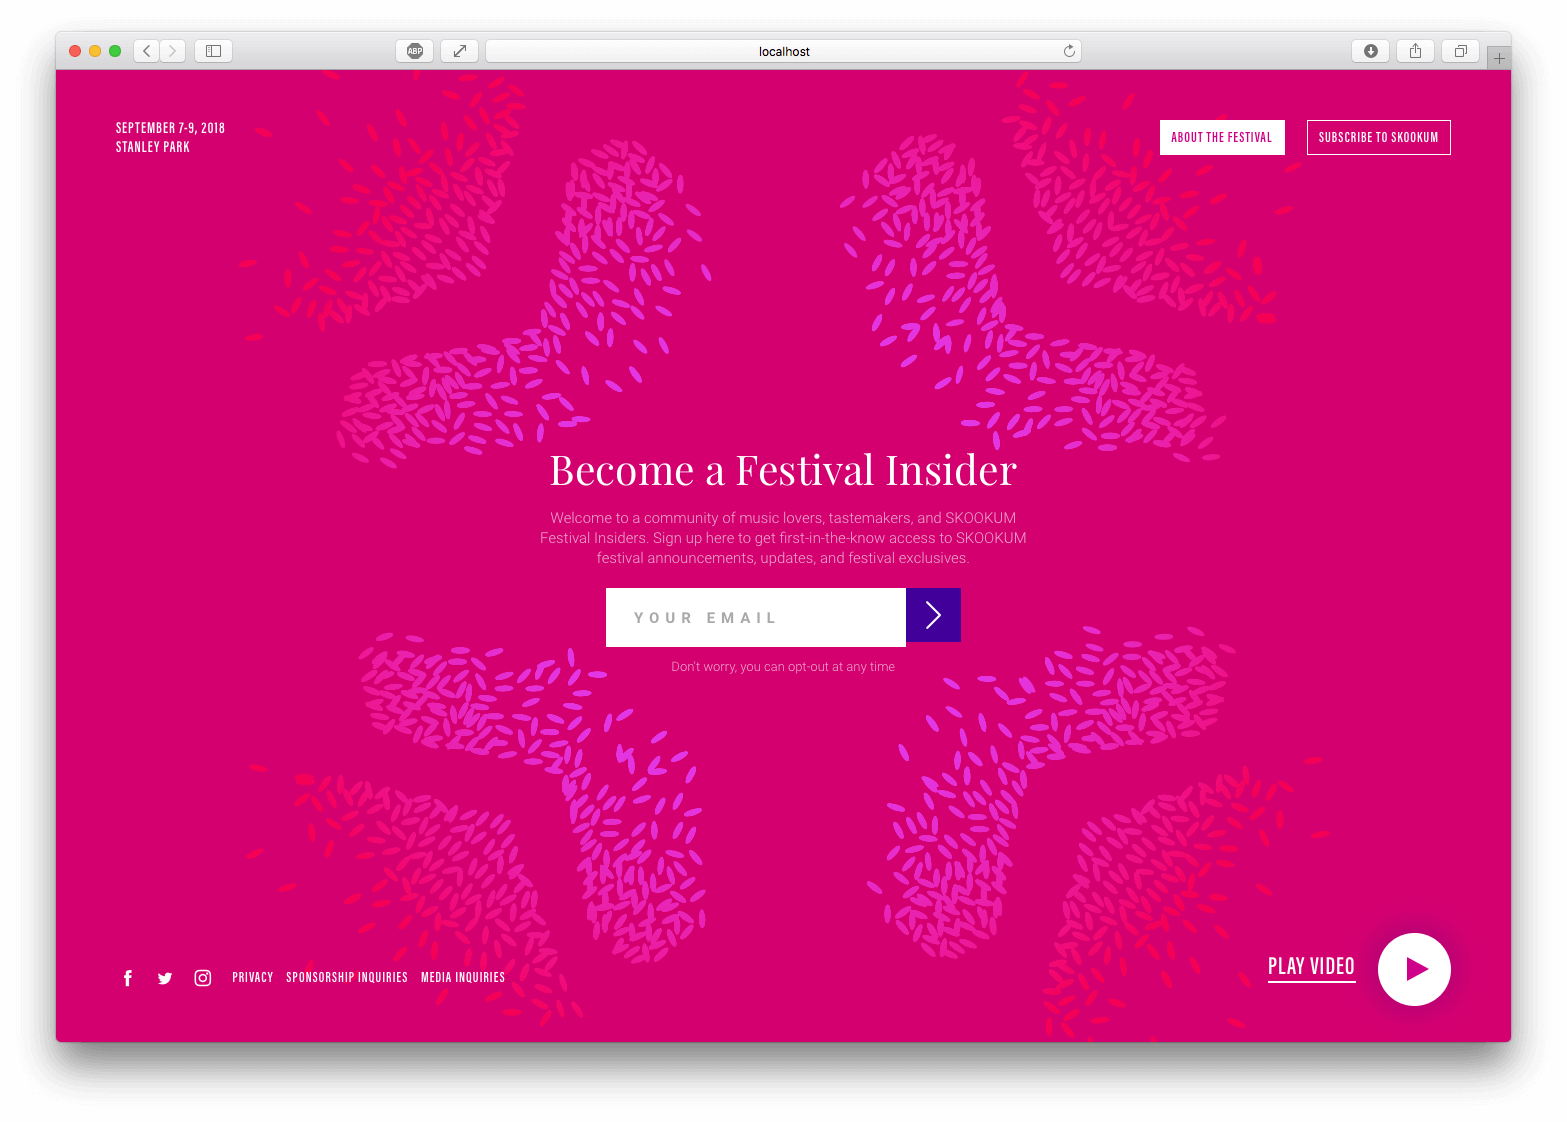 ABP
localhost
SEPTEMBER 7-9, 2018
STANLEY PARK
ABOUT THE FESTIVAL
SUBSCRIBE TO SKOOKUM
Become a Festival Insider
Welcome to a community of music lovers, tastemakers, and SKOOKUM
Festival Insiders. Sign up here to get first-in-the-know access to SKOOKUM
festival announcements, updates, and festival exclusives.
YOUR EMAIL
Don't worry, you can opt-out at any time
PRIVACY
SPONSORSHIP INQUIRIES
MEDIA INQUIRIES
PLAY VIDEO